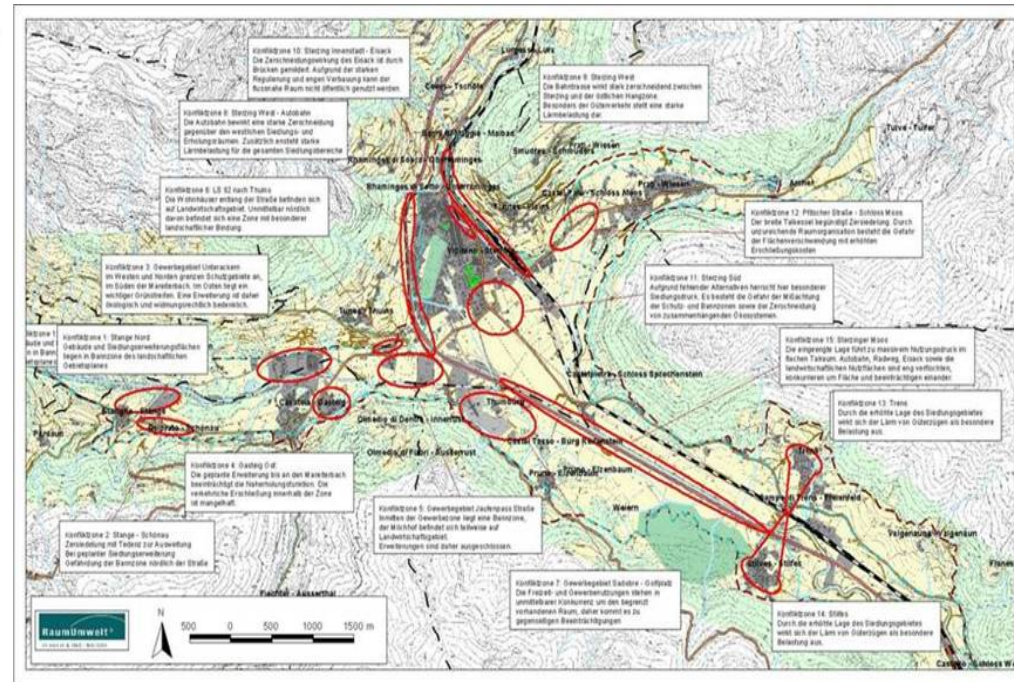 Konfliktzone 10: Sterzing Innenstadt - Eisack
Die Zerschneidungswirkung des Eisack ist durch
Brücken gemildert. Aufgrund der starken
Regulierung und engen Verbauung kann der
fluviale Raum nicht öffentlich genutzt werden.
Konfliktzone 9: Sterzing West
Die Bahntrasse wirkt stark zerschneidend zwischen
Sterzing und der östlichen Hangzone.
Besonders der Güterverkehr stellt eine starke
Lärmbelastung dar.
Konfliktzone 8: Sterzing West - Autobahn
Die Autobahn bewirkt eine starke Zerschneidung
gegenüber den westlichen Siedlungs- und
Erholungsräumen. Zusätzlich entsteht starke
Lärmbelastung für die gesamten Siedlungsbereiche
Konfliktzone 6: LS 92 nach Thuins
Die Wohnhäuser entlang der Straße befinden sich
auf Landwirtschaftsgebiet. Unmittelbar nördlich
davon befindet sich eine Zone mit besonderer
landschaftlicher Bindung.
Konfliktzone 12: Pfitscher Straße - Schloss Moos
Der breite Talkessel begünstigt Zersiedelung. Durch
unzureichende Raumorganisation besteht die Gefahr
der Flächenverschwendung mit erhöhten
Erschließungskosten
Konfliktzone 3: Gewerbegebiet Unterackern
Im Westen und Norden grenzen Schutzgebiete an,
im Süden der Mareiterbach. Im Osten liegt ein
wichtiger Grünstreifen. Eine Erweiterung ist daher
ökologisch und widmungsrechtlich bedenklich.
Konfliktzone 11: Sterzing Süd
Aufgrund fehlender Alternativen herrscht hier besonderer
Siedlungsdruck. Es besteht die Gefahr der Mißachtung
der Schutz- und Bannzonen sowie der Zerschneidung
von zusammenhängenden Ökosystemen.
Konfliktzone 1: Stange Nord
Gebäude und Siedlungserweiterungsflächen
liegen in Bannzone des landschaftlichen
Gebietsplanes
Konfliktzone 15: Sterzinger Moos
Die eingeengte Lage führt zu massivem Nutzungsdruck im
flachen Talraum. Autobahn, Radweg, Eisack sowie die
landwirtschaftlichen Nutzflächen sind eng verflochten,
konkurrieren um Fläche und beeinträchtigen einander.
Konfliktzone 13: Trens
Durch die erhöhte Lage des Siedlungsgebietes
wirkt sich der Lärm von Güterzügen als besondere
Belastung aus.
Konfliktzone 4: Gasteig Ost
Die geplante Erweiterung bis an den Mareiterbach
beeinträchtigt die Naherholungsfunktion. Die
verkehrliche Erschließung innerhalb der Zone
ist mangelhaft.
Konfliktzone 5: Gewerbegebiet Jaufenpass Straße
Inmitten der Gewerbezone liegt eine Bannzone,
der Milchhof befindet sich teilweise auf
Landwirtschaftsgebiet.
Erweiterungen sind daher ausgeschlossen.
Konfliktzone 2: Stange - Schönau
Zersiedelung mit Tendenz zur Ausweitung
Bei geplanter Siedlungserweiterung
Gefährdung der Bannzone nördlich der Straße
Konfliktzone 7: Gewerbegebiet Sadobre - Golfplatz
Die Freizeit- und Gewerbenutzungen stehen in
unmittelbarer Konkurrenz um den begrenzt
vorhandenen Raum, daher kommt es zu
gegenseitigen Beeinträchtigungen
Konfliktzone 14: Stilfes
Durch die erhöhte Lage des Siedlungsgebietes
wirkt sich der Lärm von Güterzügen als besondere
Belastung aus.
Tulve - Tulfer
Prati - Wiesen
Tunes - Thuins
Thumburg
Weiern
Trens
Stilves - Stilfes
Valgenauna - Valgenäun
RaumUmwelt
N
500 0 500 1000 1500 m